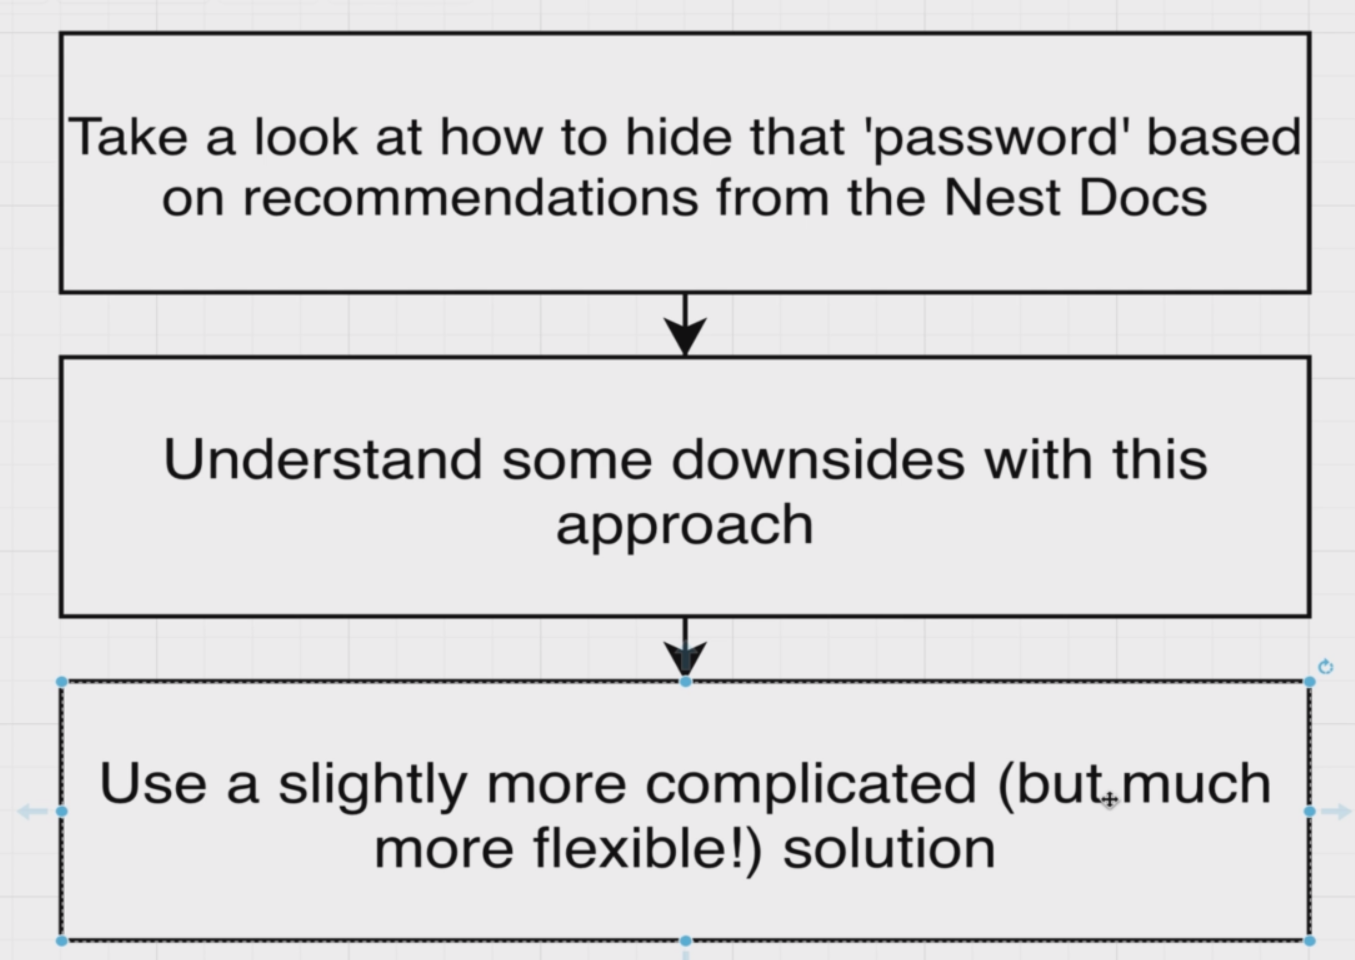 Take a look at how to hide that 'password' based
on recommendations from the Nest Docs
Understand some downsides with this
approach
Use a slightly more complicated (but much
more flexible!) solution